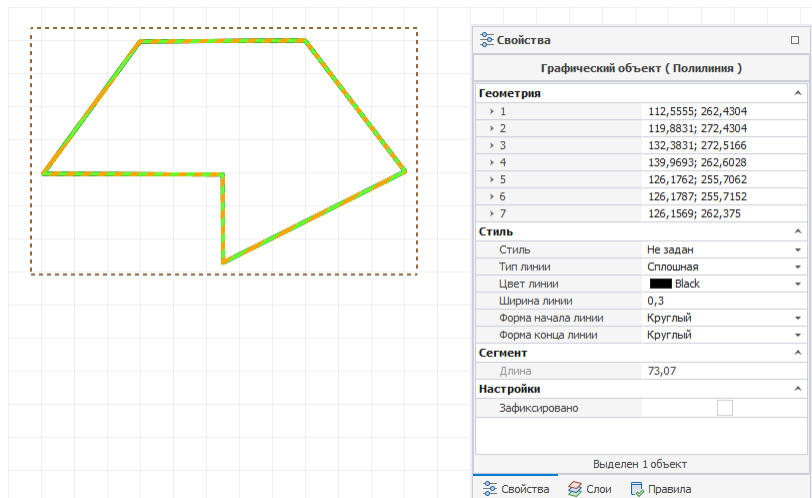 Свойства
Графический объект ( Полилиния )
Геометрия
1 112,5555; 262,4304
2 119,8831; 272,4304
3 132,3831; 272,5166
4 139,9693; 262,6028
5 126,1762; 255,7062
6 126,1787; 255,7152
7 126,1569; 262,375
Стиль
Стиль Не задан
Тип линии Сплошная
Цвет линии Black
Ширина линии 0,3
Форма начала линии Круглый
Форма конца линии Круглый
Сегмент
Длина 73,07
Настройки
Зафиксировано
Выделен 1 объект
Свойства Слои Правила